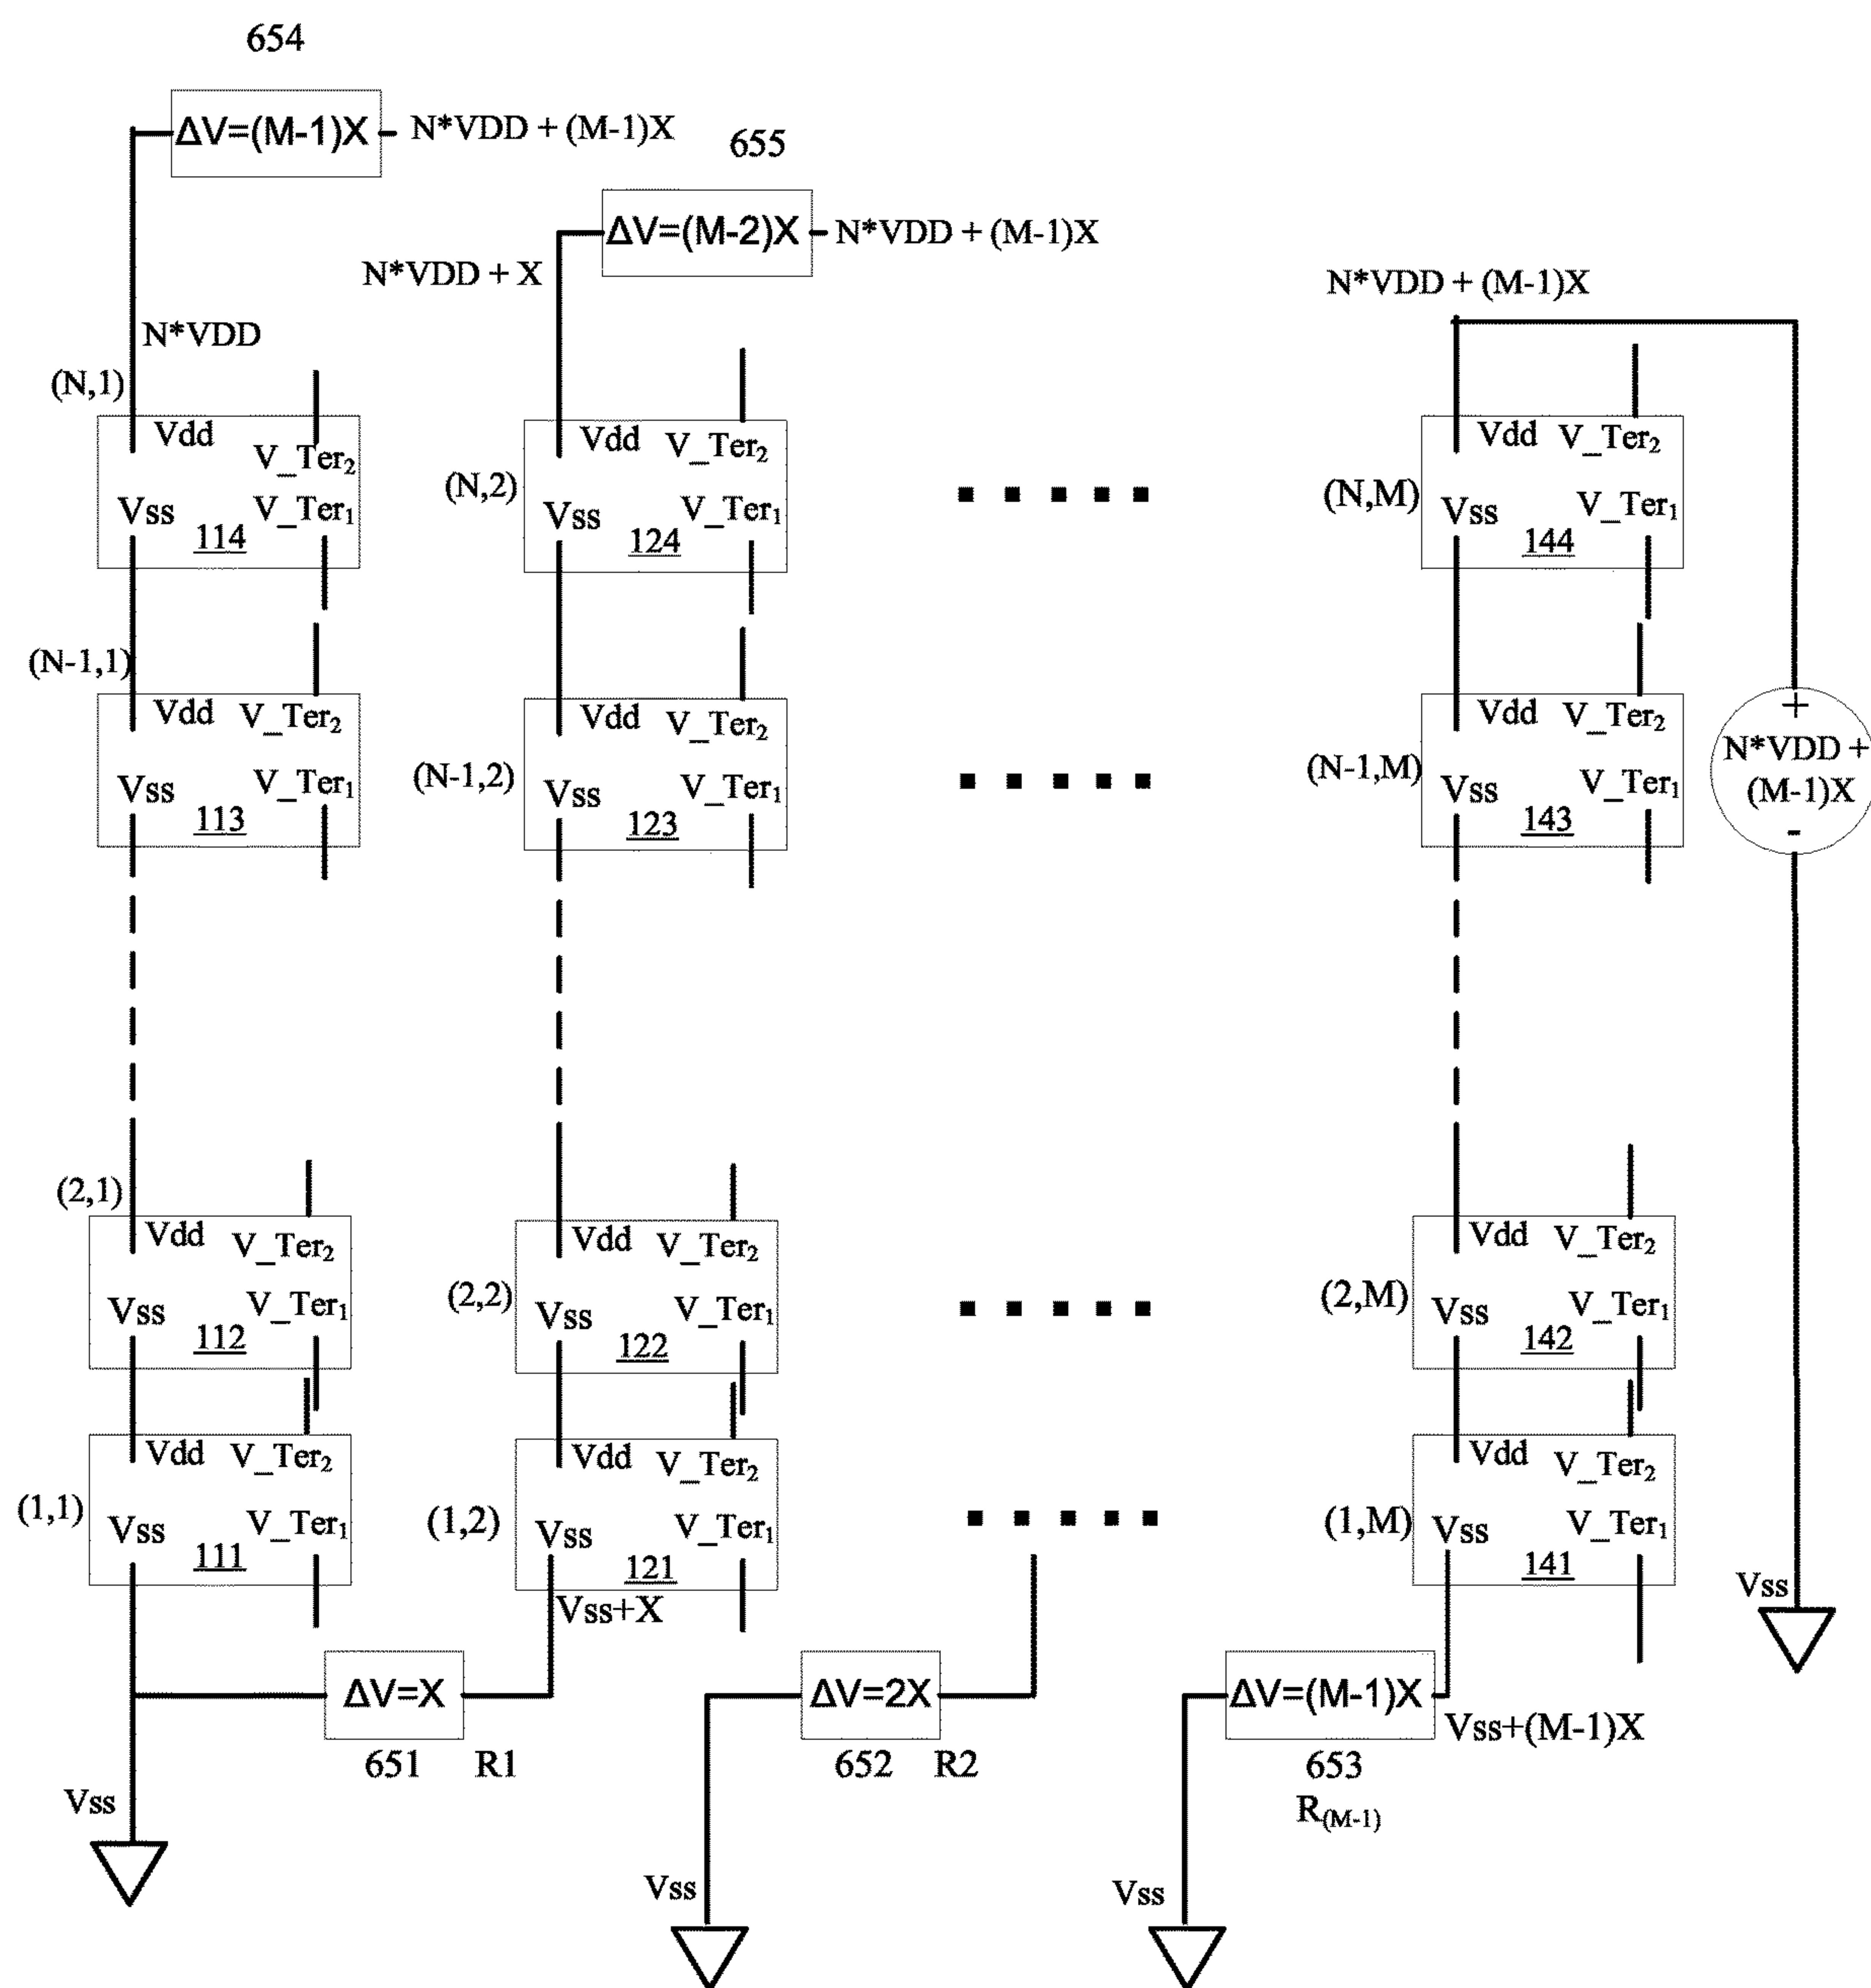 654
ΔV=(M-1)X
N*VDD + (M-1)X
655
ΔV=(M-2)X
N*VDD + (M-1)X
N*VDD + X
N*VDD + (M-1)X
N*VDD
(N,1)
Vdd
V_Ter2
Vss
V_Ter1
114
(N,2)
Vdd
V_Ter2
Vss
V_Ter1
124
(N,M)
Vdd
V_Ter2
Vss
V_Ter1
144
(N-1,1)
Vdd
V_Ter2
Vss
V_Ter1
113
(N-1,2)
Vdd
V_Ter2
Vss
V_Ter1
123
(N-1,M)
Vdd
V_Ter2
Vss
V_Ter1
143
+
N*VDD +
(M-1)X
-
(2,1)
Vdd
V_Ter2
Vss
V_Ter1
112
(2,2)
Vdd
V_Ter2
Vss
V_Ter1
122
(2,M)
Vdd
V_Ter2
Vss
V_Ter1
142
(1,1)
Vdd
V_Ter2
Vss
V_Ter1
111
(1,2)
Vdd
V_Ter2
Vss
V_Ter1
121
(1,M)
Vdd
V_Ter2
Vss
V_Ter1
141
Vss
Vss+X
ΔV=X
651 R1
ΔV=2X
652 R2
ΔV=(M-1)X
Vss+(M-1)X
653
R(M-1)
Vss
Vss
Vss